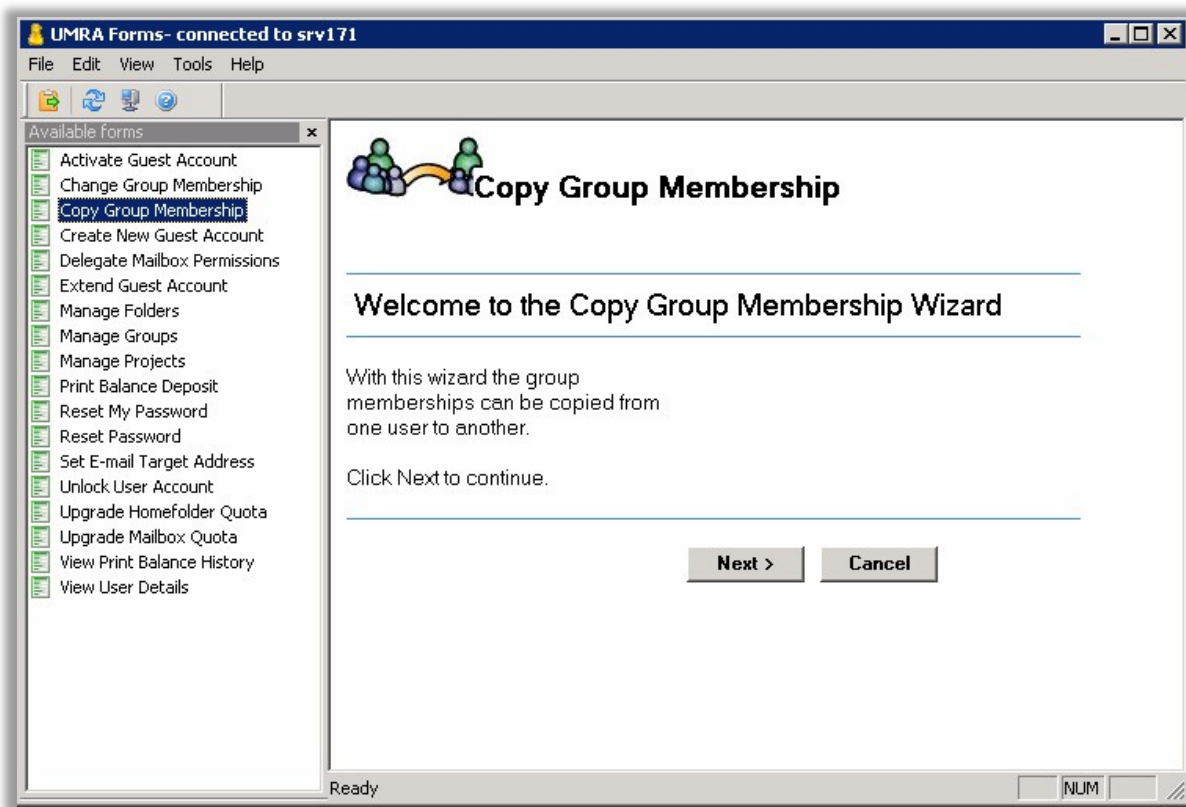 UMRA Forms- connected to srv171
File Edit View Tools Help
Available forms
Activate Guest Account
Change Group Membership
Copy Group Membership
Create New Guest Account
Delegate Mailbox Permissions
Extend Guest Account
Manage Folders
Manage Groups
Manage Projects
Print Balance Deposit
Reset My Password
Reset Password
Set E-mail Target Address
Unlock User Account
Upgrade Homefolder Quota
Upgrade Mailbox Quota
View Print Balance History
View User Details
Copy Group Membership
Welcome to the Copy Group Membership Wizard
With this wizard the group
memberships can be copied from
one user to another.
Click Next to continue.
Next > Cancel
Ready NUM